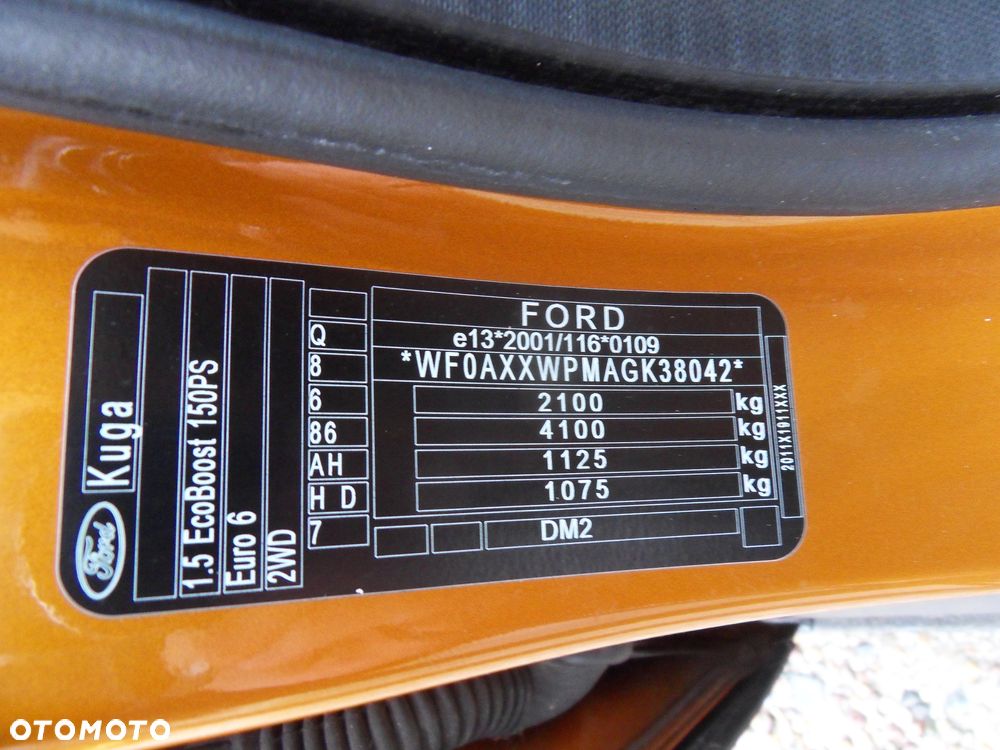 Ford
Kuga
1.5 EcoBoost 150PS
Euro 6
2WD
Q
8
6
86
AH
H D
7
FORD
e13*2001/116*0109
*WF0AXXWPMAGK38042*
2100 kg
4100 kg
1125 kg
1075 kg
DM2
2011X1911XXX
OTOMOTO